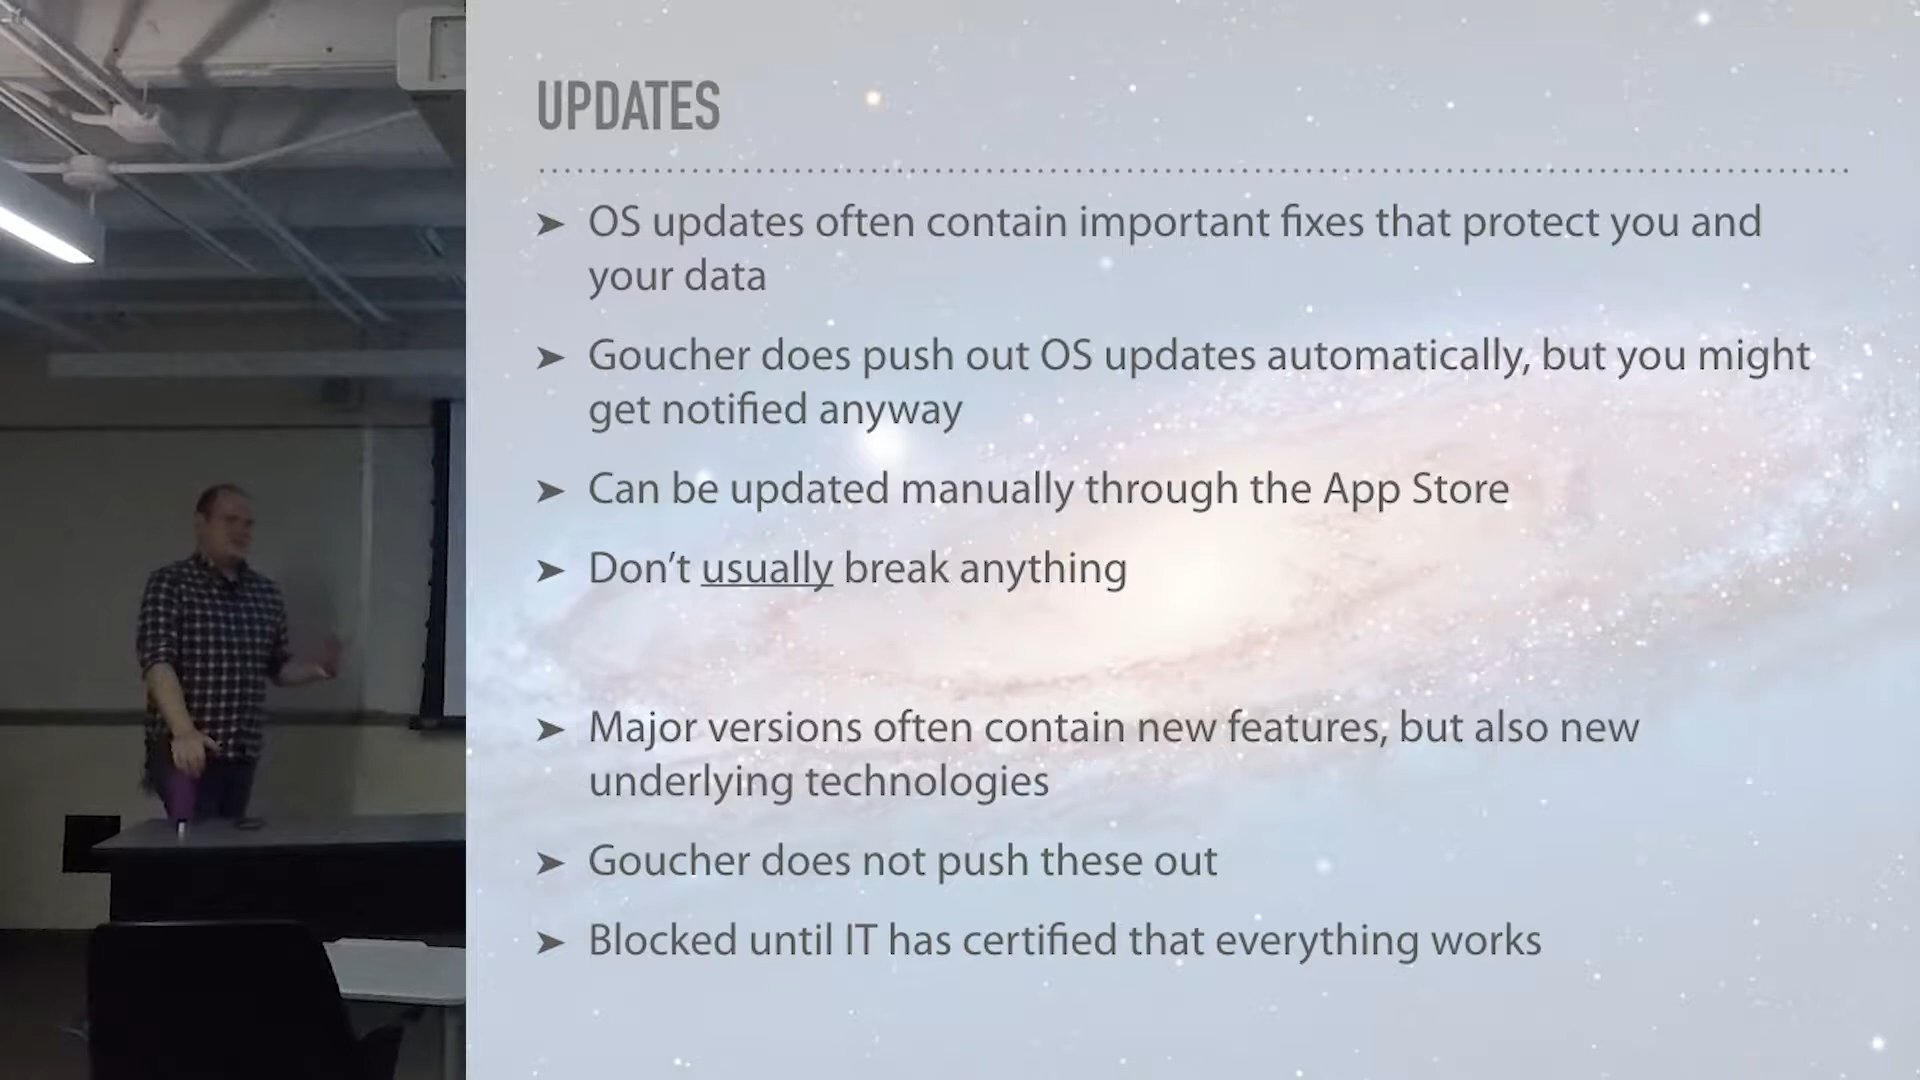 UPDATES
➤ OS updates often contain important fixes that protect you and
your data
➤ Goucher does push out OS updates automatically, but you might
get notified anyway
➤ Can be updated manually through the App Store
➤ Don’t usually break anything
➤ Major versions often contain new features, but also new
underlying technologies
➤ Goucher does not push these out
➤ Blocked until IT has certified that everything works